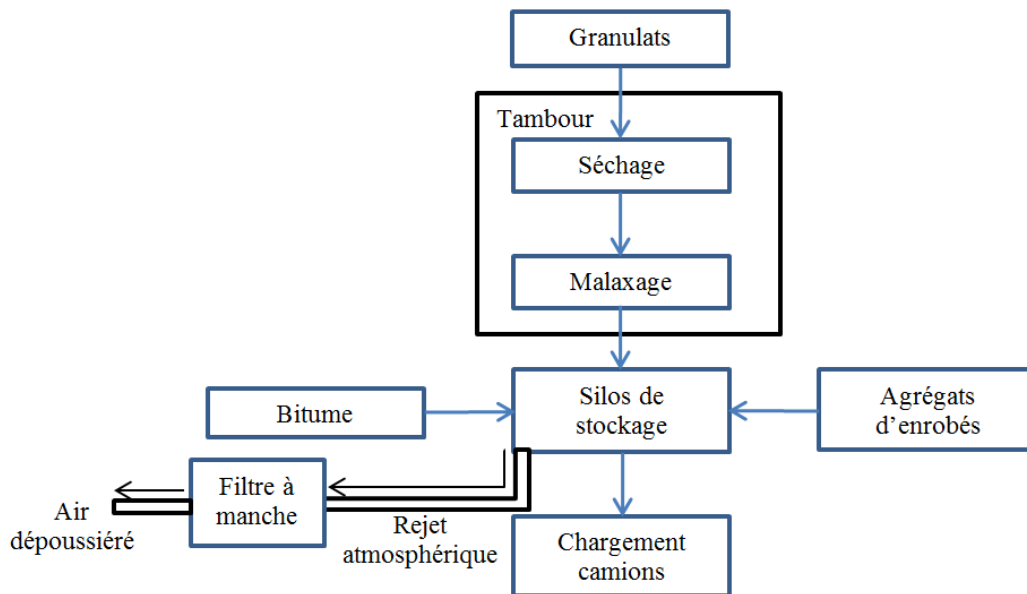 Granulats
Tambour
Séchage
Malaxage
Silos de
stockage
Bitume
Agrégats
d’enrobés
Filtre à
manche
Air
dépoussiéré
Rejet
atmosphérique
Chargement
camions